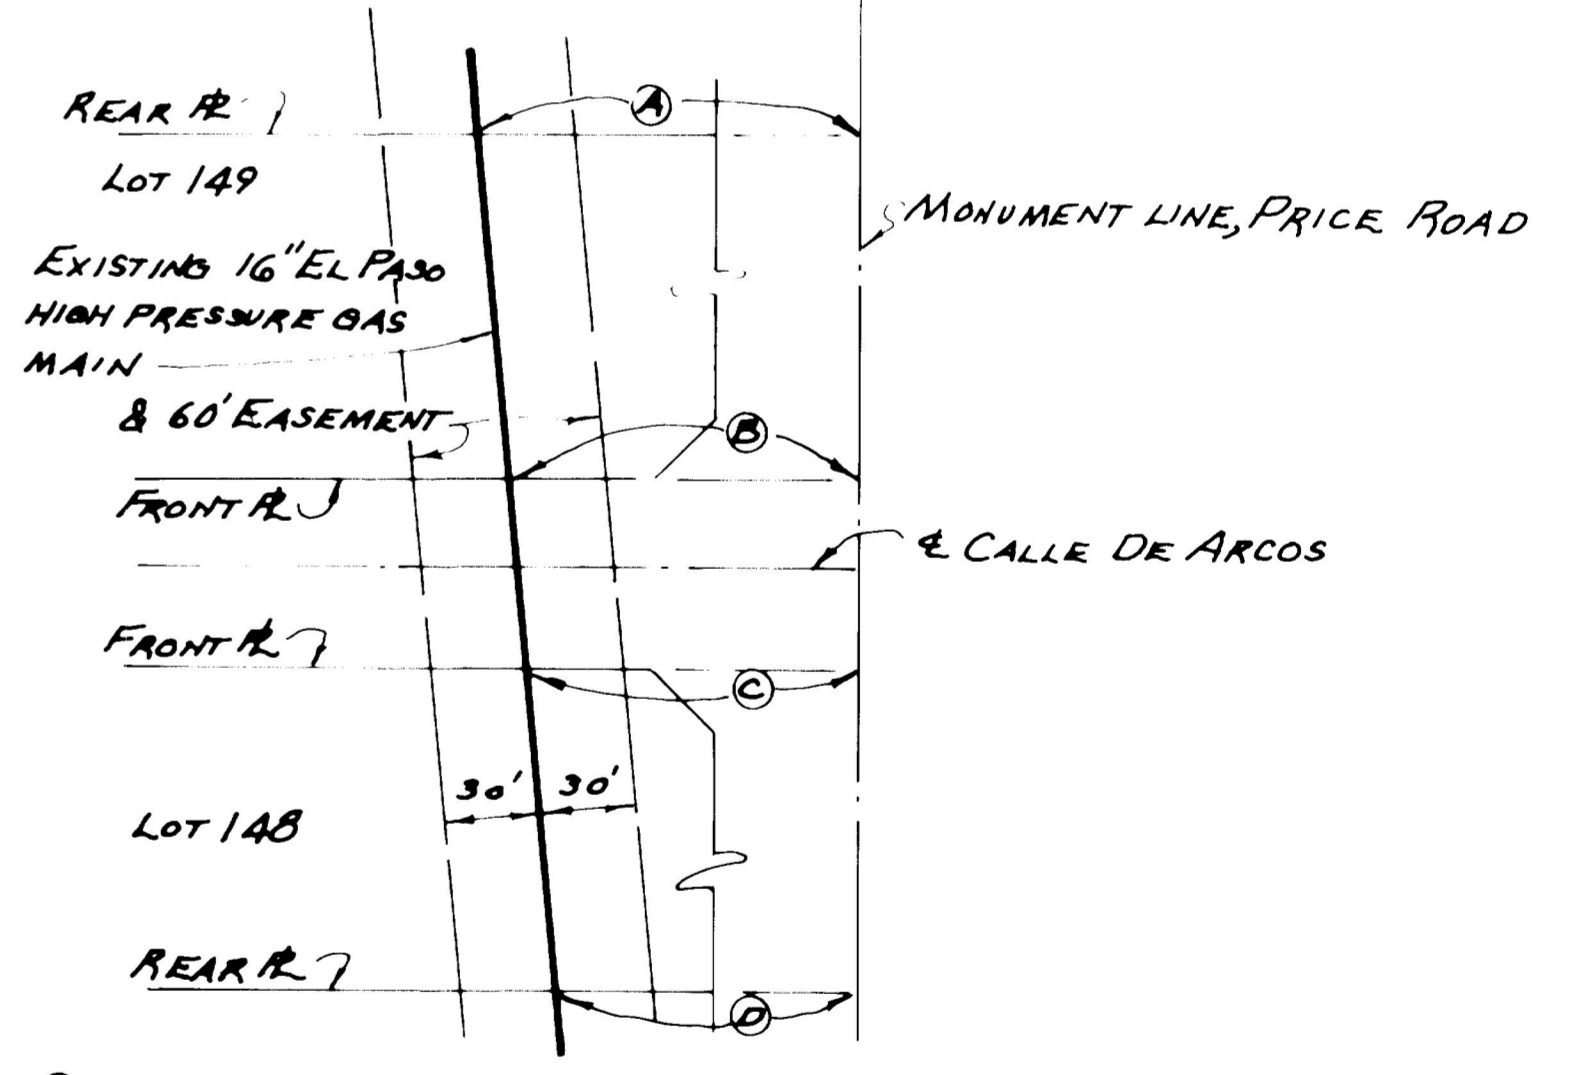 REAR ⅊
A
LOT 149
MONUMENT LINE, PRICE ROAD
EXISTING 16" EL PASO
HIGH PRESSURE GAS
MAIN
& 60' EASEMENT
B
FRONT ⅊
℄ CALLE DE ARCOS
FRONT ⅊
C
30' 30'
LOT 148
REAR ⅊
D